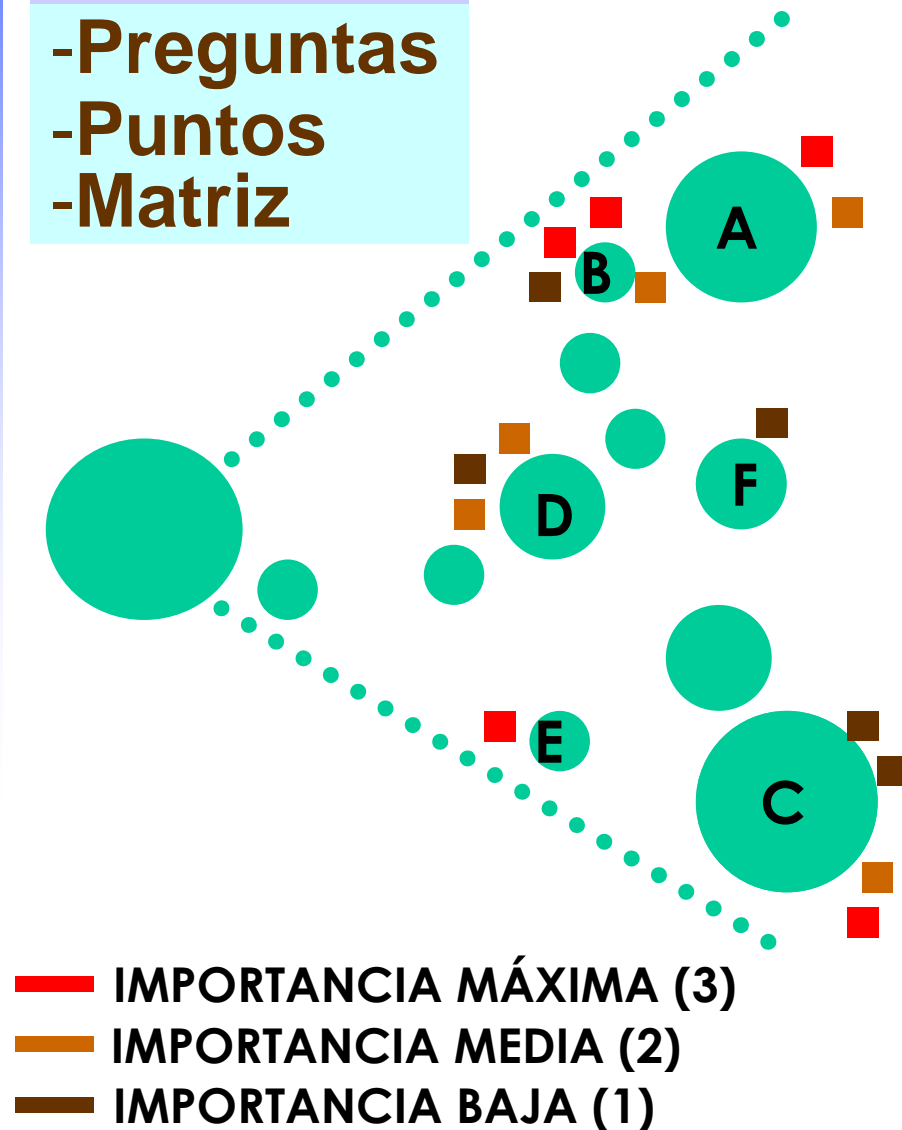 -Preguntas
-Puntos
-Matriz
A
B
D
F
E
C
IMPORTANCIA MÁXIMA (3)
IMPORTANCIA MEDIA (2)
IMPORTANCIA BAJA (1)